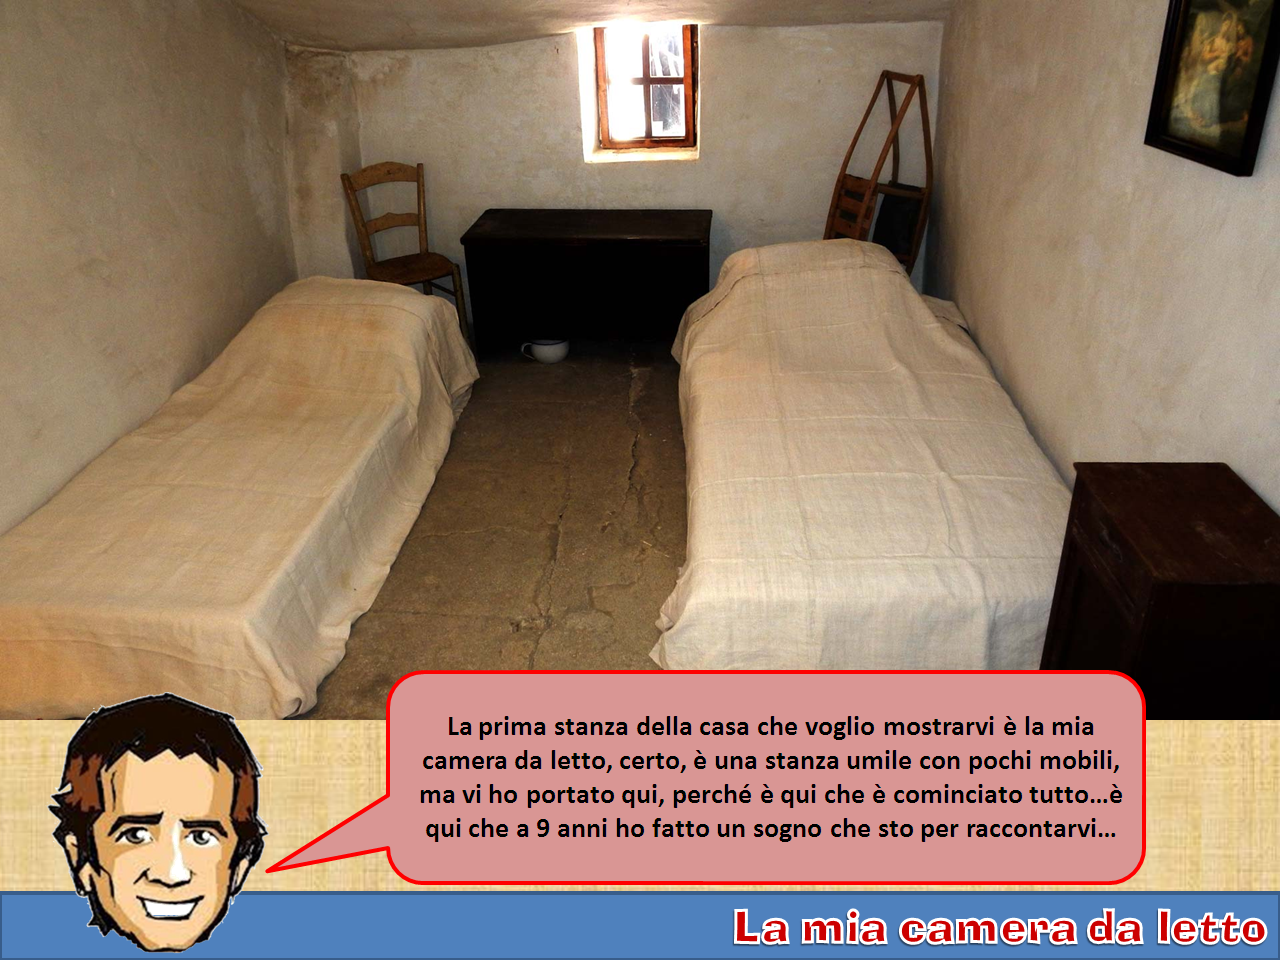 La prima stanza della casa che voglio mostrarvi è la mia
camera da letto, certo, è una stanza umile con pochi mobili,
ma vi ho portato qui, perché è qui che è cominciato tutto…è
qui che a 9 anni ho fatto un sogno che sto per raccontarvi…
La mia camera da letto